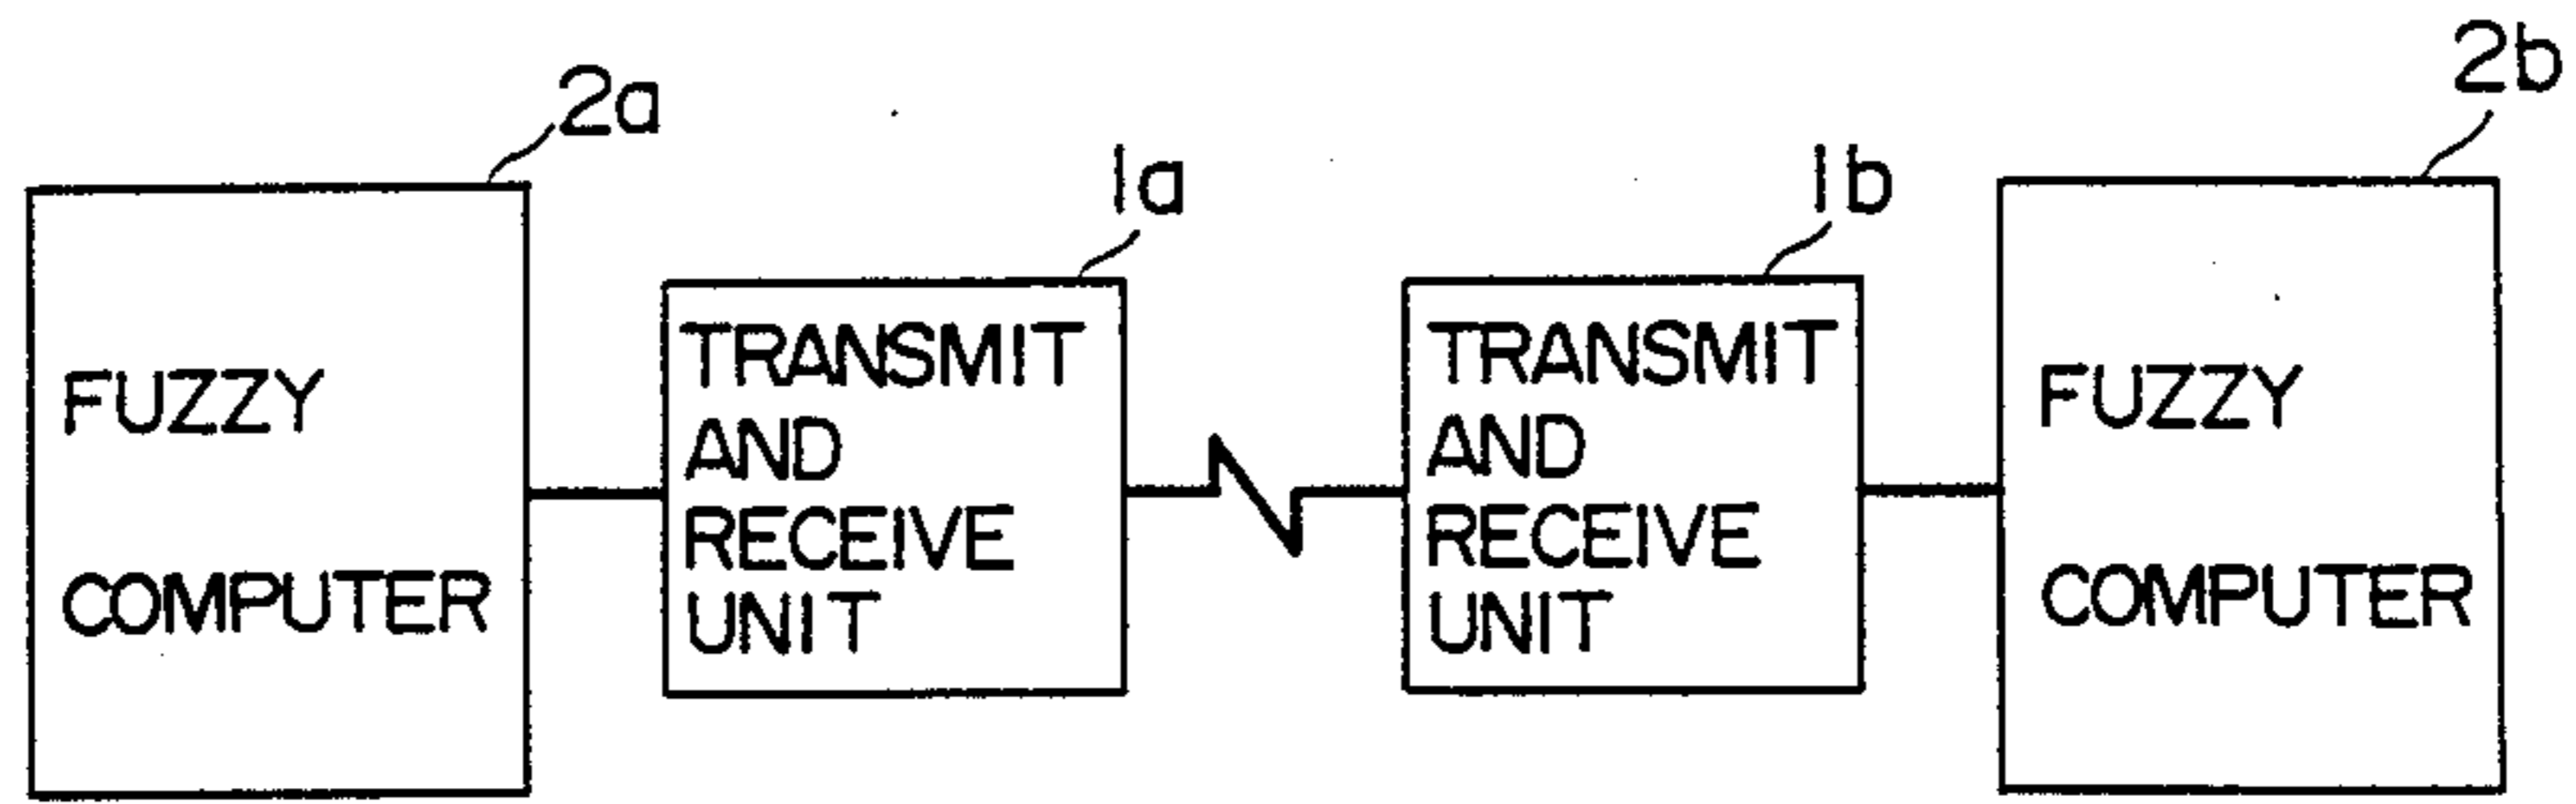 2a
1a
1b
2b
FUZZY
COMPUTER
TRANSMIT
AND
RECEIVE
UNIT
TRANSMIT
AND
RECEIVE
UNIT
FUZZY
COMPUTER